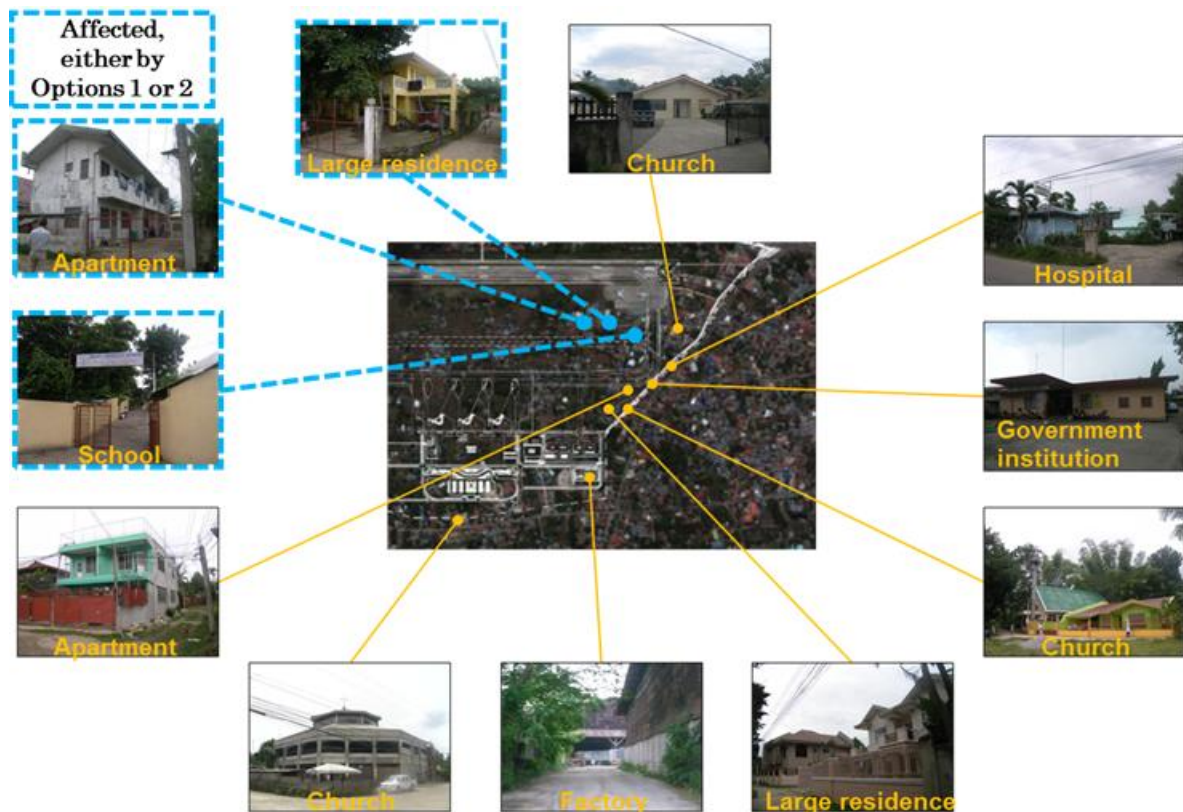 Affected,
either by
Options 1 or 2
Large residence
Church
Apartment
Hospital
School
Government
institution
Apartment
Church
Church
Factory
Large residence